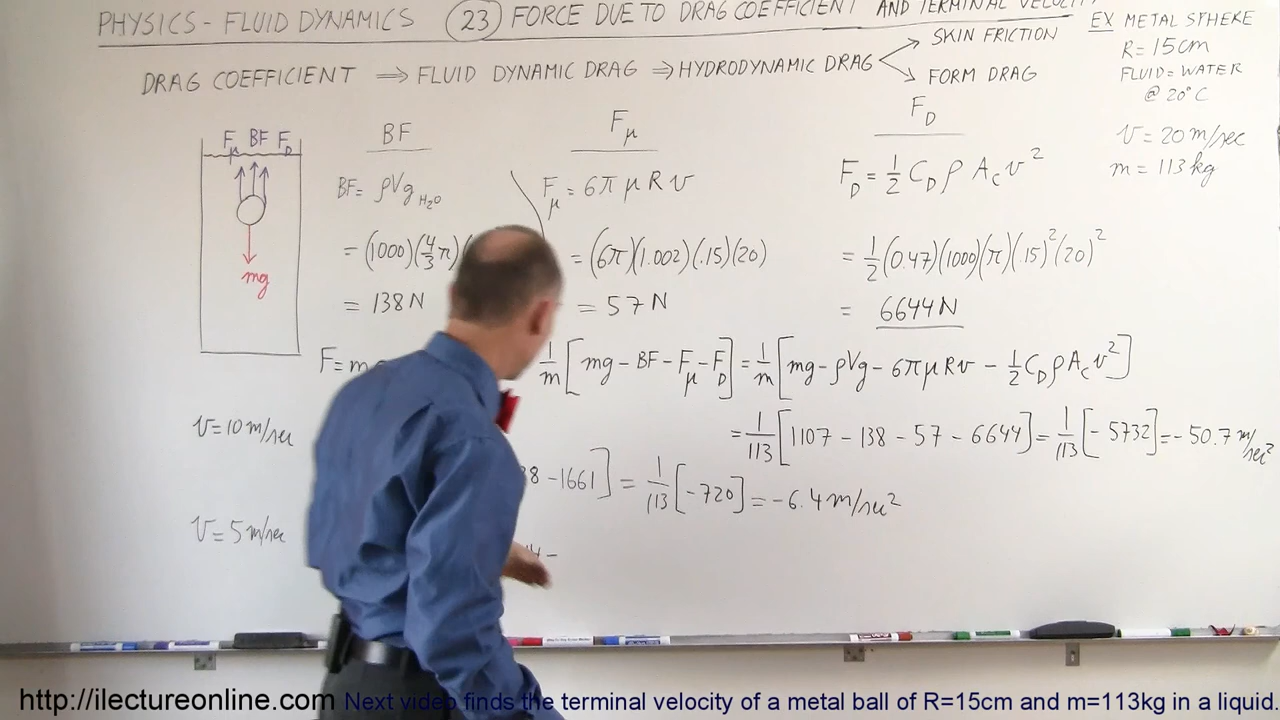 PHYSICS - FLUID DYNAMICS (23) FORCE DUE TO DRAG COEFFICIENT AND TERMINAL VELOCITY
DRAG COEFFICIENT ⇒ FLUID DYNAMIC DRAG ⇒ HYDRODYNAMIC DRAG
SKIN FRICTION
FORM DRAG
EX METAL SPHERE
R = 15cm
FLUID = WATER
@ 20°C
v = 20 m/sec
m = 113 kg
Fμ BF FD
mg
BF
BF = ρVg H2O
= (1000)(4/3 π)
= 138 N
Fμ
Fμ = 6π μ R v
= (6π)(1.002)(.15)(20)
= 57 N
FD
FD = 1/2 CD ρ Ac v²
= 1/2 (0.47)(1000)(π)(.15)²(20)²
= 6644 N
F = m
1/m [mg - BF - Fμ - FD] = 1/m [mg - ρVg - 6π μ R v - 1/2 CD ρ Ac v²]
= 1/113 [1107 - 138 - 57 - 6644] = 1/113 [- 5732] = - 50.7 m/sec²
v = 10 m/sec
8 - 1661] = 1/113 [- 720] = - 6.4 m/sec²
v = 5 m/sec
http://ilectureonline.com Next video finds the terminal velocity of a metal ball of R=15cm and m=113kg in a liquid.